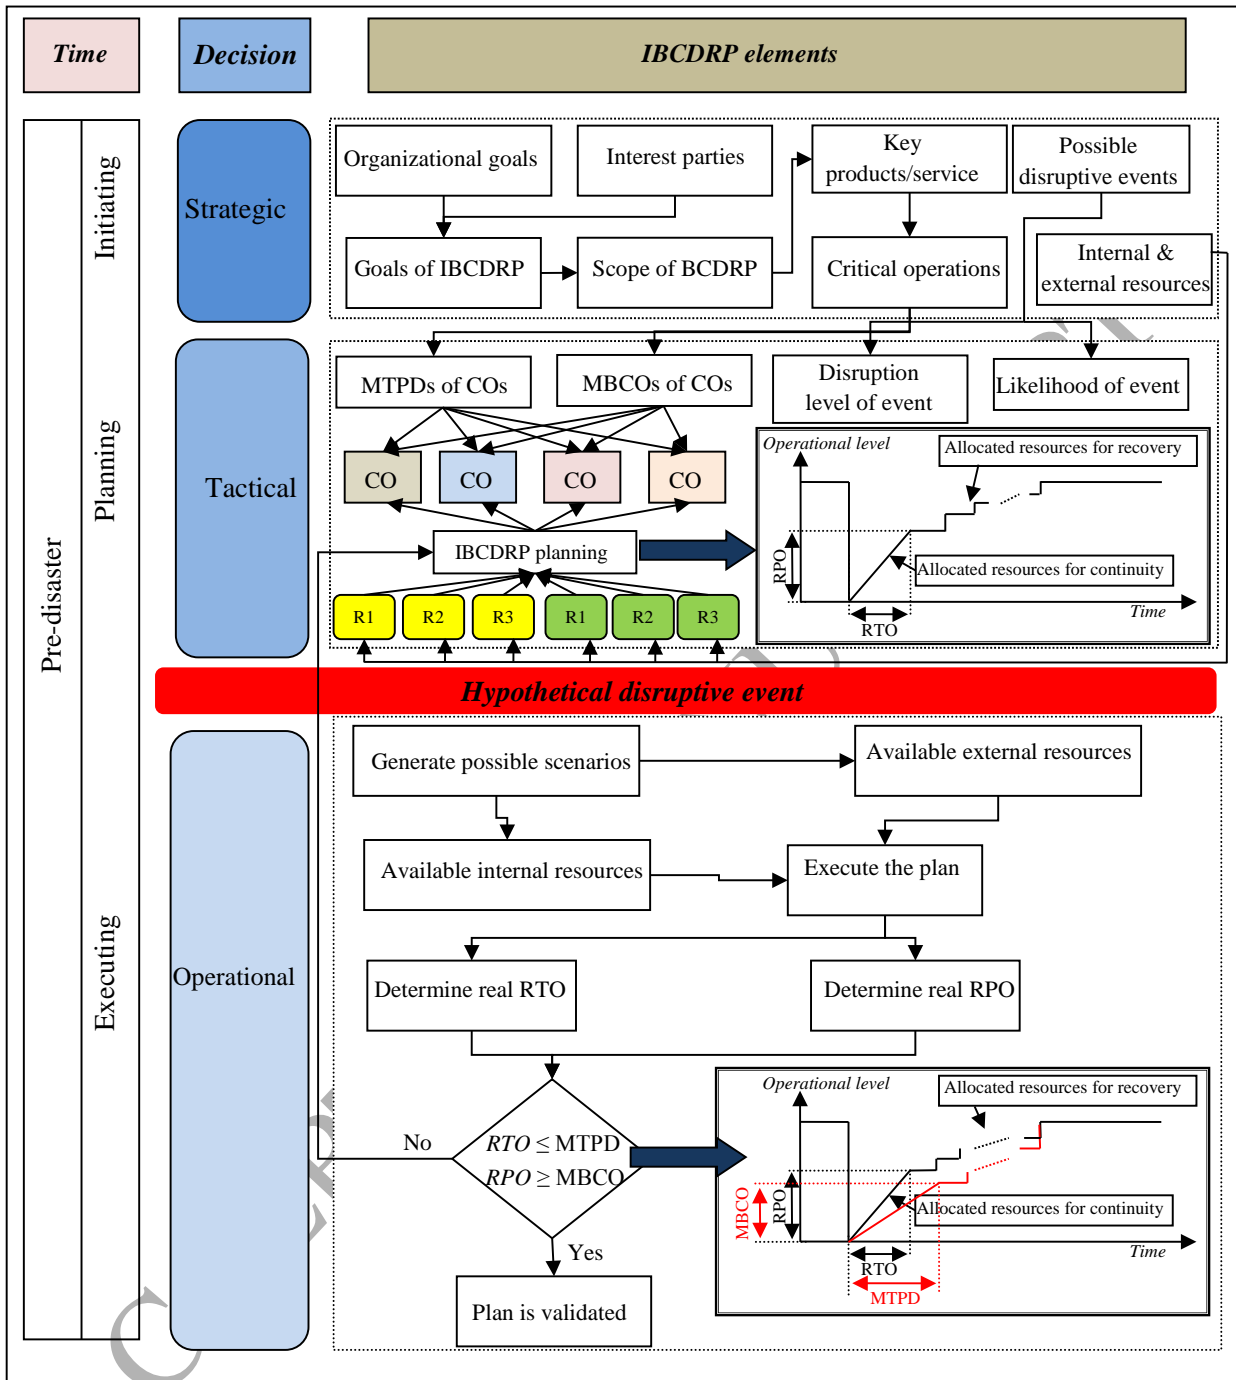 Time
Decision
IBCDRP elements
Pre-disaster
Initiating
Strategic
Organizational goals
Interest parties
Key
products/service
Possible
disruptive events
Goals of IBCDRP
Scope of BCDRP
Critical operations
Internal &
external resources
Planning
Tactical
MTPDs of COs
MBCOs of COs
Disruption
level of event
Likelihood of event
CO
CO
CO
CO
IBCDRP planning
R1
R2
R3
R1
R2
R3
Operational level
Allocated resources for recovery
RPO
Allocated resources for continuity
RTO
Time
Hypothetical disruptive event
Executing
Operational
Generate possible scenarios
Available external resources
Available internal resources
Execute the plan
Determine real RTO
Determine real RPO
No
RTO ≤ MTPD
RPO ≥ MBCO
Yes
Plan is validated
Operational level
Allocated resources for recovery
MBCO
RPO
Allocated resources for continuity
RTO
Time
MTPD